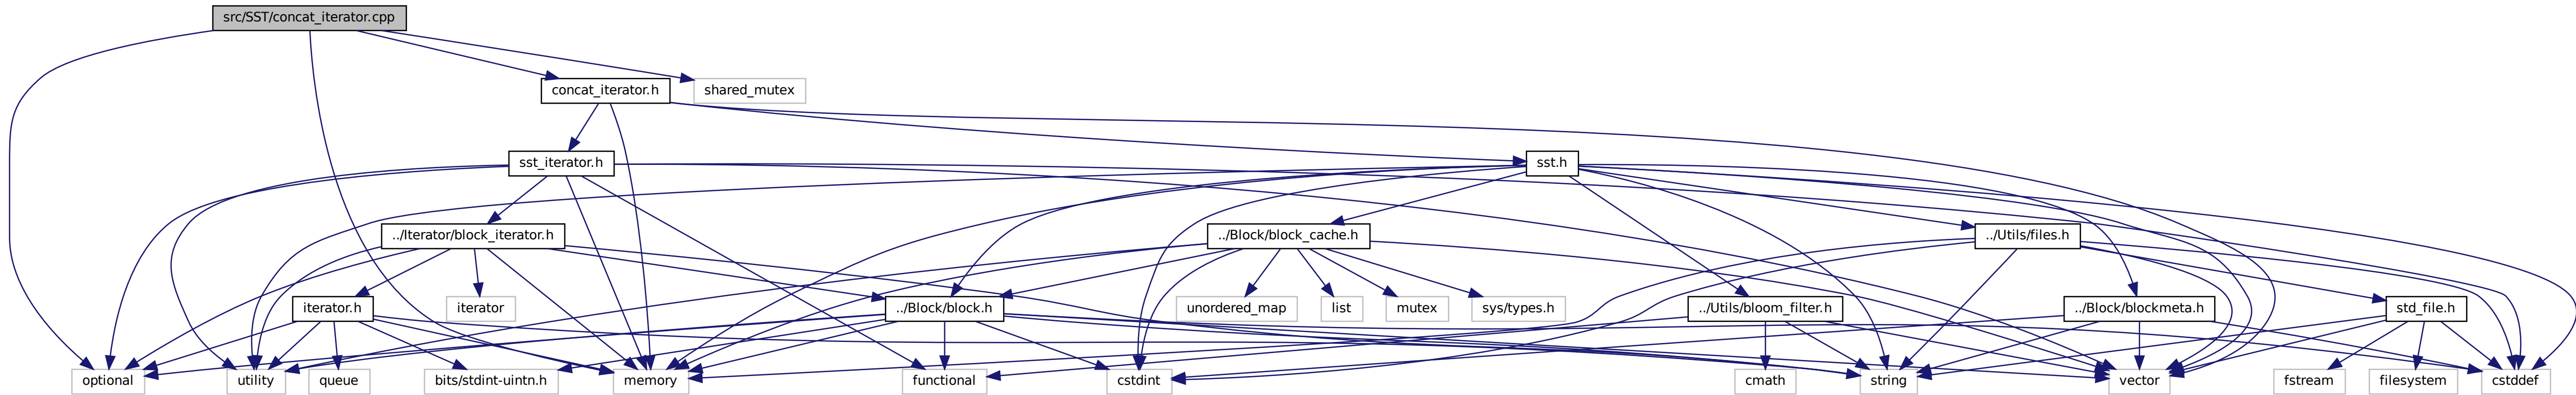 src/SST/concat_iterator.cpp
concat_iterator.h
shared_mutex
sst_iterator.h
sst.h
../Iterator/block_iterator.h
../Block/block_cache.h
../Utils/files.h
iterator.h
iterator
../Block/block.h
unordered_map
list
mutex
sys/types.h
../Utils/bloom_filter.h
../Block/blockmeta.h
std_file.h
optional
utility
queue
bits/stdint-uintn.h
memory
functional
cstdint
cmath
string
vector
fstream
filesystem
cstddef